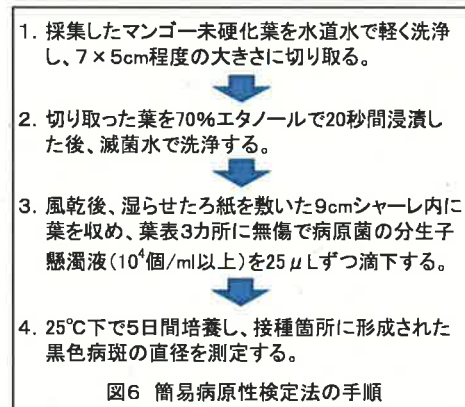 1. 採集したマンゴー未硬化葉を水道水で軽く洗浄
し、7×5cm程度の大きさに切り取る。
2. 切り取った葉を70%エタノールで20秒間浸漬し
た後、滅菌水で洗浄する。
3. 風乾後、湿らせたろ紙を敷いた9cmシャーレ内に
葉を収め、葉表3カ所に無傷で病原菌の分生子
懸濁液(10⁴個/ml以上)を25μLずつ滴下する。
4. 25℃下で5日間培養し、接種箇所に形成された
黒色病斑の直径を測定する。
図6 簡易病原性検定法の手順